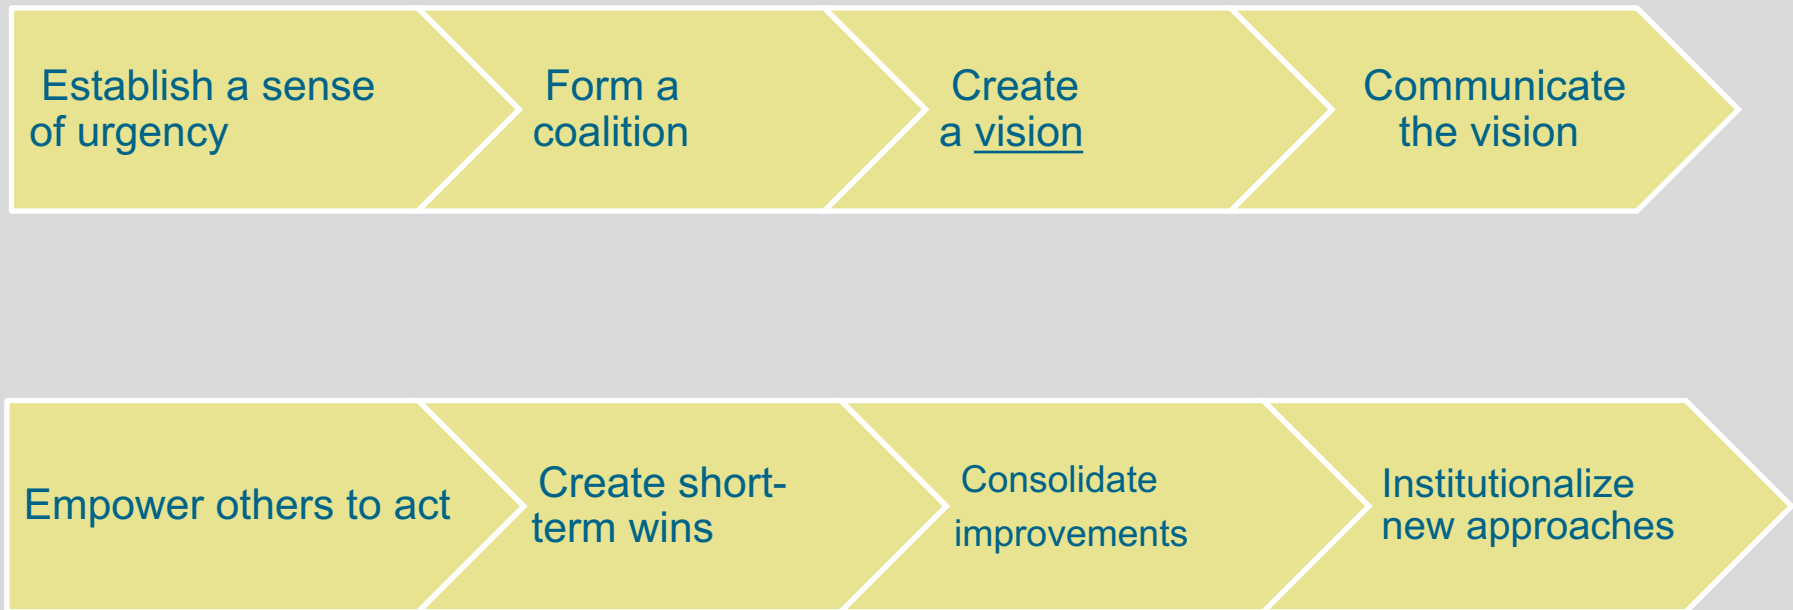 Establish a sense
of urgency
Form a
coalition
Create
a vision
Communicate
the vision
Empower others to act
Create short-
term wins
Consolidate
improvements
Institutionalize
new approaches